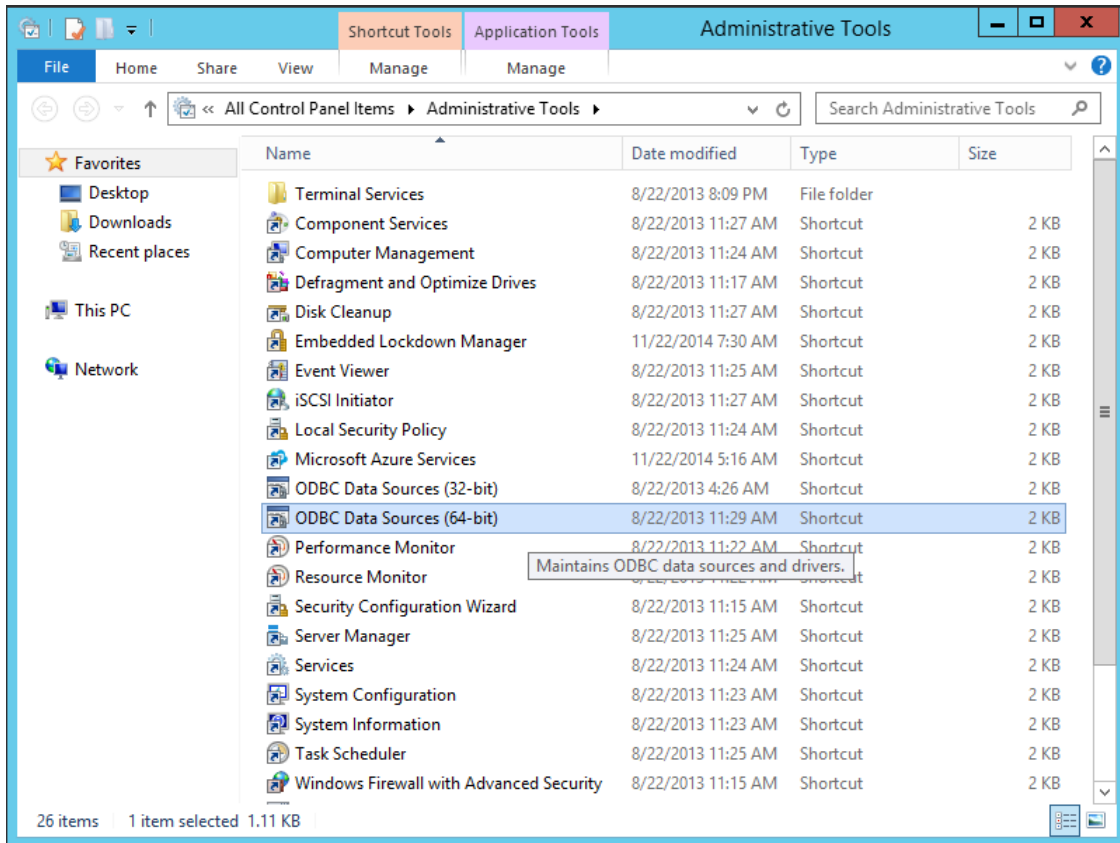 Shortcut Tools Application Tools Administrative Tools
File Home Share View Manage Manage
« All Control Panel Items Administrative Tools Search Administrative Tools
Name Date modified Type Size
Favorites
Desktop
Downloads
Recent places
This PC
Network
Terminal Services 8/22/2013 8:09 PM File folder
Component Services 8/22/2013 11:27 AM Shortcut 2 KB
Computer Management 8/22/2013 11:24 AM Shortcut 2 KB
Defragment and Optimize Drives 8/22/2013 11:17 AM Shortcut 2 KB
Disk Cleanup 8/22/2013 11:27 AM Shortcut 2 KB
Embedded Lockdown Manager 11/22/2014 7:30 AM Shortcut 2 KB
Event Viewer 8/22/2013 11:25 AM Shortcut 2 KB
iSCSI Initiator 8/22/2013 11:27 AM Shortcut 2 KB
Local Security Policy 8/22/2013 11:24 AM Shortcut 2 KB
Microsoft Azure Services 11/22/2014 5:16 AM Shortcut 2 KB
ODBC Data Sources (32-bit) 8/22/2013 4:26 AM Shortcut 2 KB
ODBC Data Sources (64-bit) 8/22/2013 11:29 AM Shortcut 2 KB
Performance Monitor 8/22/2013 11:22 AM Shortcut 2 KB
Maintains ODBC data sources and drivers.
Resource Monitor 2 KB
Security Configuration Wizard 8/22/2013 11:15 AM Shortcut 2 KB
Server Manager 8/22/2013 11:25 AM Shortcut 2 KB
Services 8/22/2013 11:24 AM Shortcut 2 KB
System Configuration 8/22/2013 11:23 AM Shortcut 2 KB
System Information 8/22/2013 11:23 AM Shortcut 2 KB
Task Scheduler 8/22/2013 11:25 AM Shortcut 2 KB
Windows Firewall with Advanced Security 8/22/2013 11:15 AM Shortcut 2 KB
26 items 1 item selected 1.11 KB